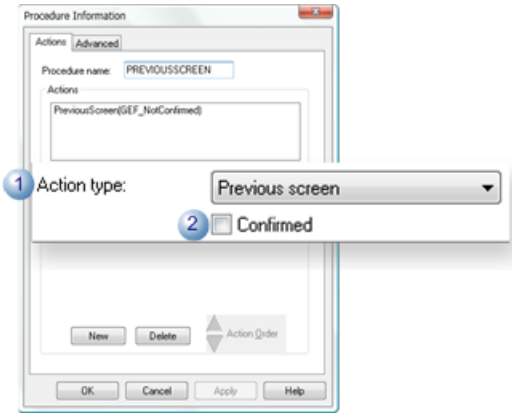 Procedure Information
Actions Advanced
Procedure name: PREVIOUSSCREEN
Actions
PreviousScreen(GEF_NotConfirmed)
1 Action type: Previous screen
2 Confirmed
New Delete Action Order
OK Cancel Apply Help